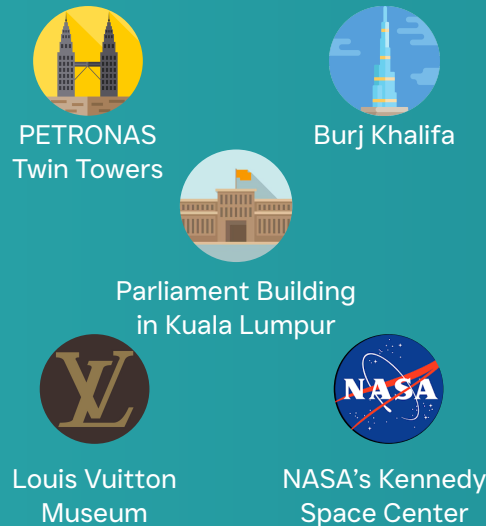 PETRONAS
Twin Towers
Burj Khalifa
Parliament Building
in Kuala Lumpur
LV
NASA
Louis Vuitton
Museum
NASA's Kennedy
Space Center